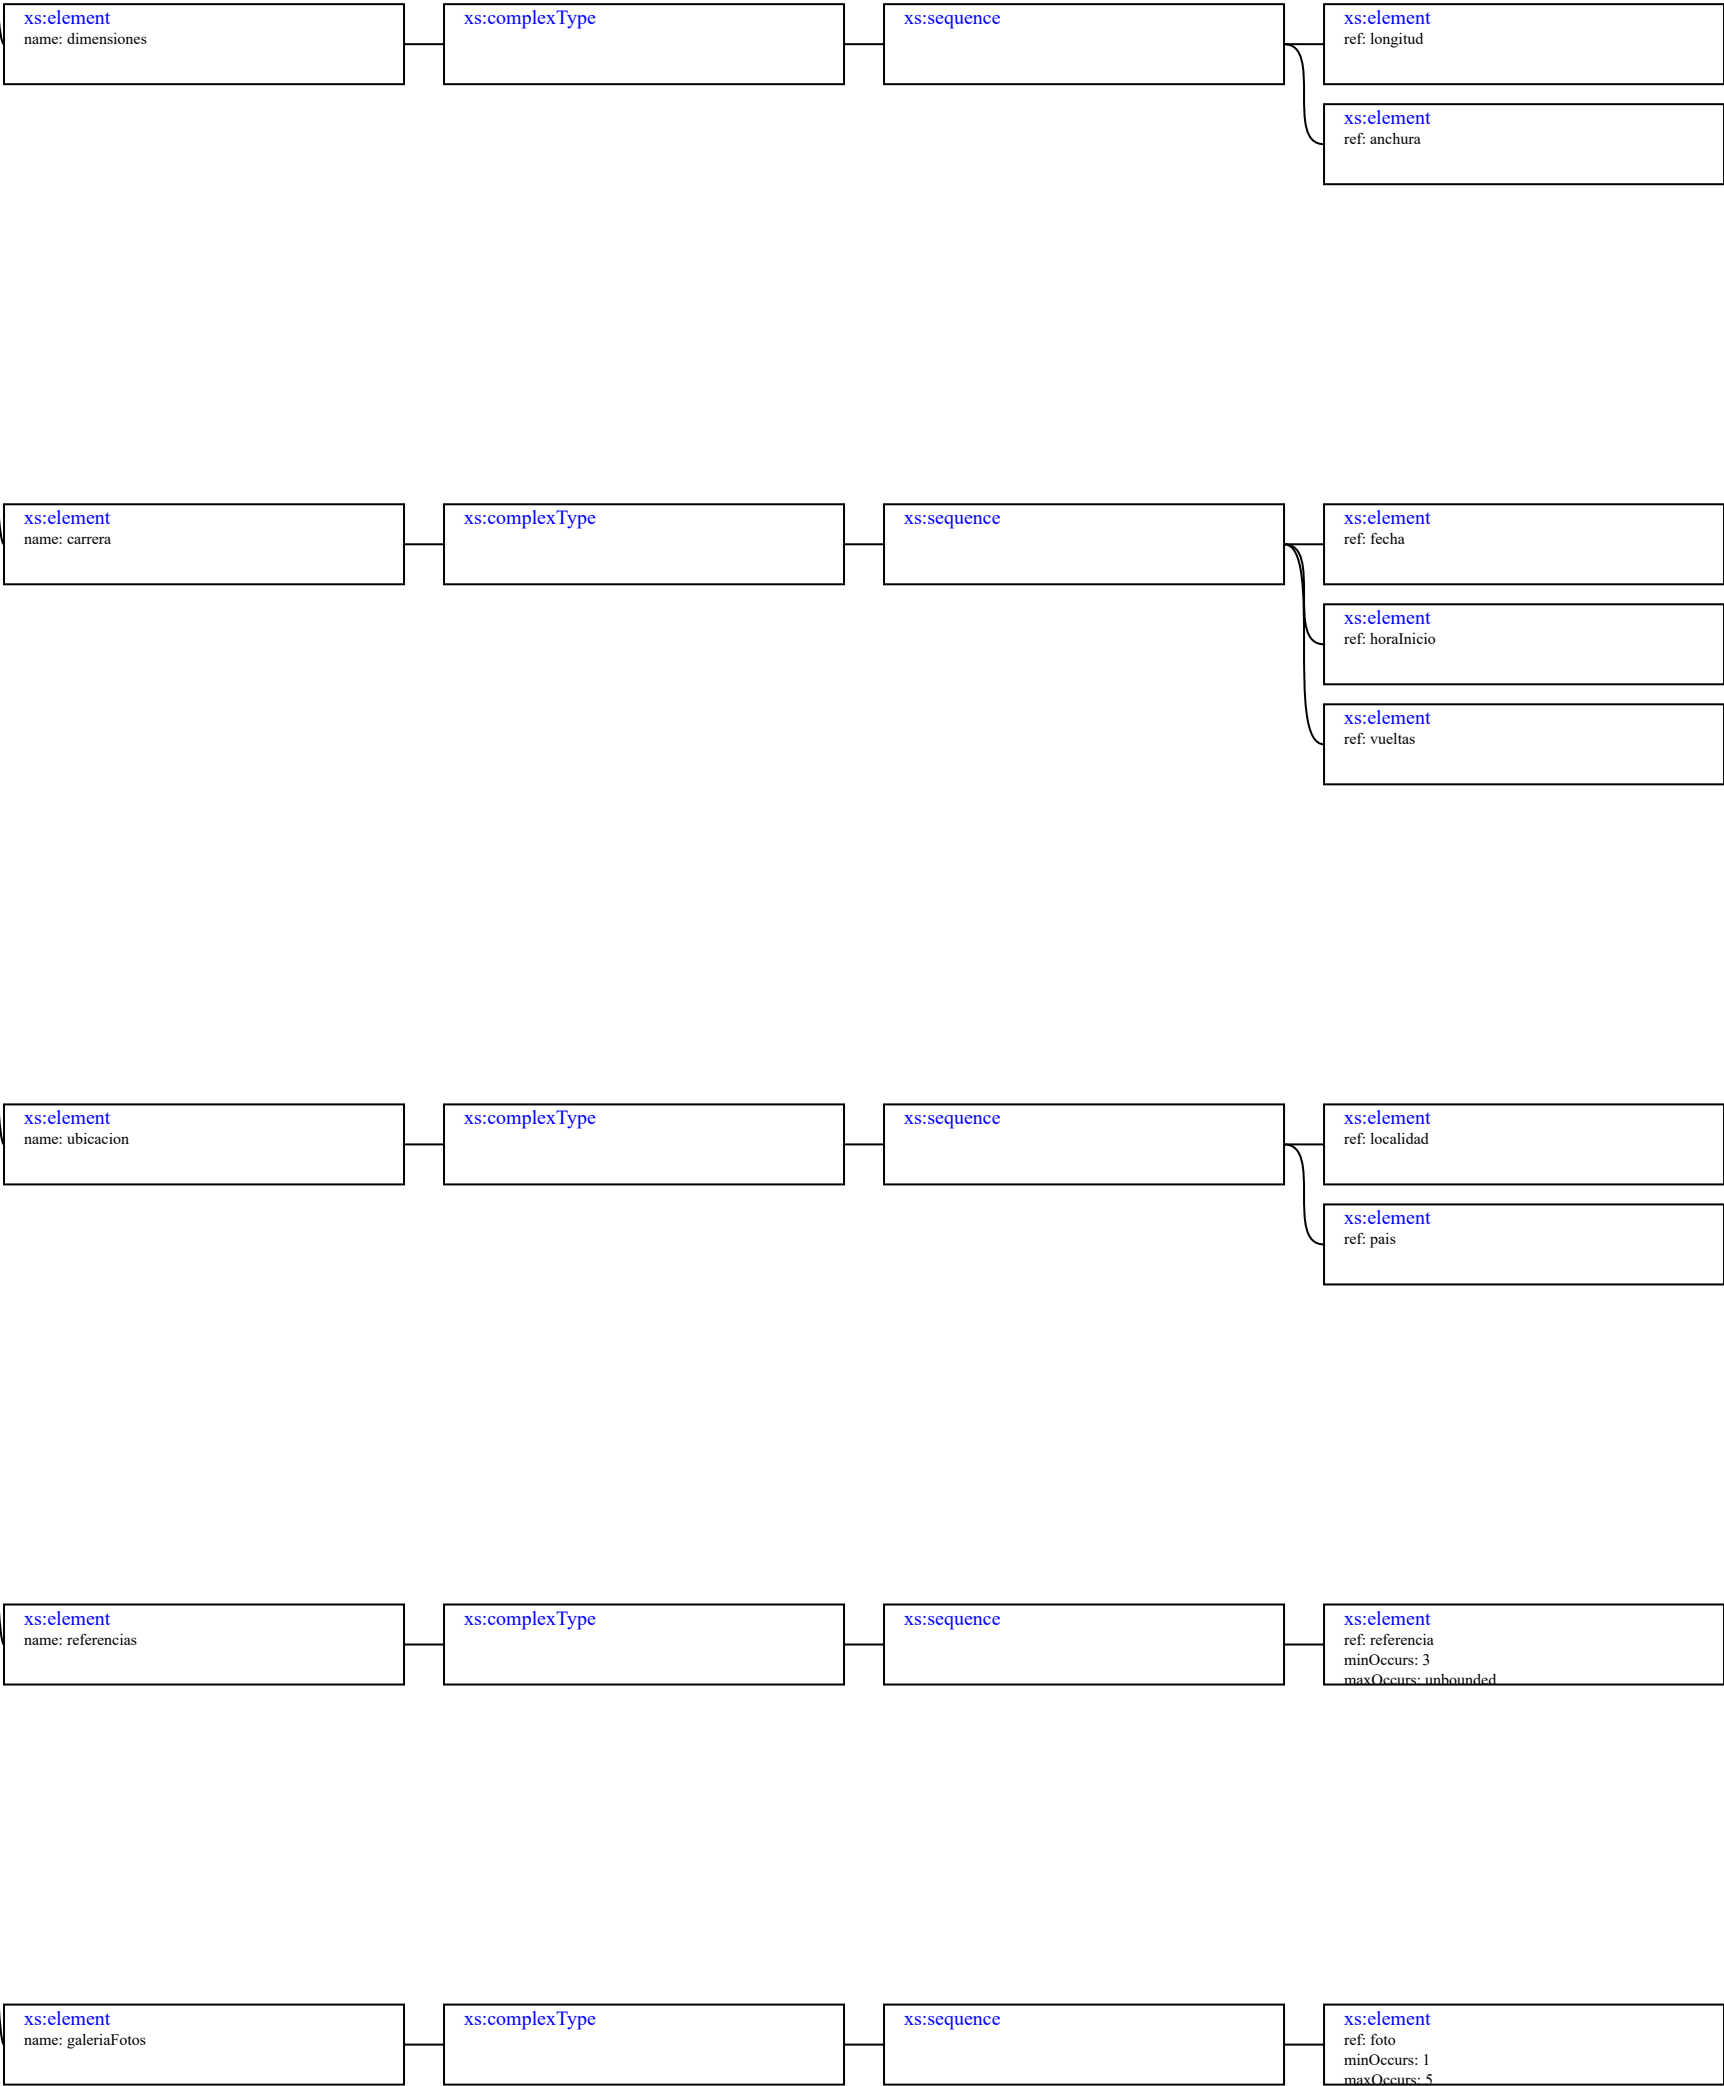 xs:element
name: dimensiones
xs:complexType
xs:sequence
xs:element
ref: longitud
xs:element
ref: anchura
xs:element
name: carrera
xs:complexType
xs:sequence
xs:element
ref: fecha
xs:element
ref: horaInicio
xs:element
ref: vueltas
xs:element
name: ubicacion
xs:complexType
xs:sequence
xs:element
ref: localidad
xs:element
ref: pais
xs:element
name: referencias
xs:complexType
xs:sequence
xs:element
ref: referencia
minOccurs: 3
maxOccurs: unbounded
xs:element
name: galeriaFotos
xs:complexType
xs:sequence
xs:element
ref: foto
minOccurs: 1
maxOccurs: 5